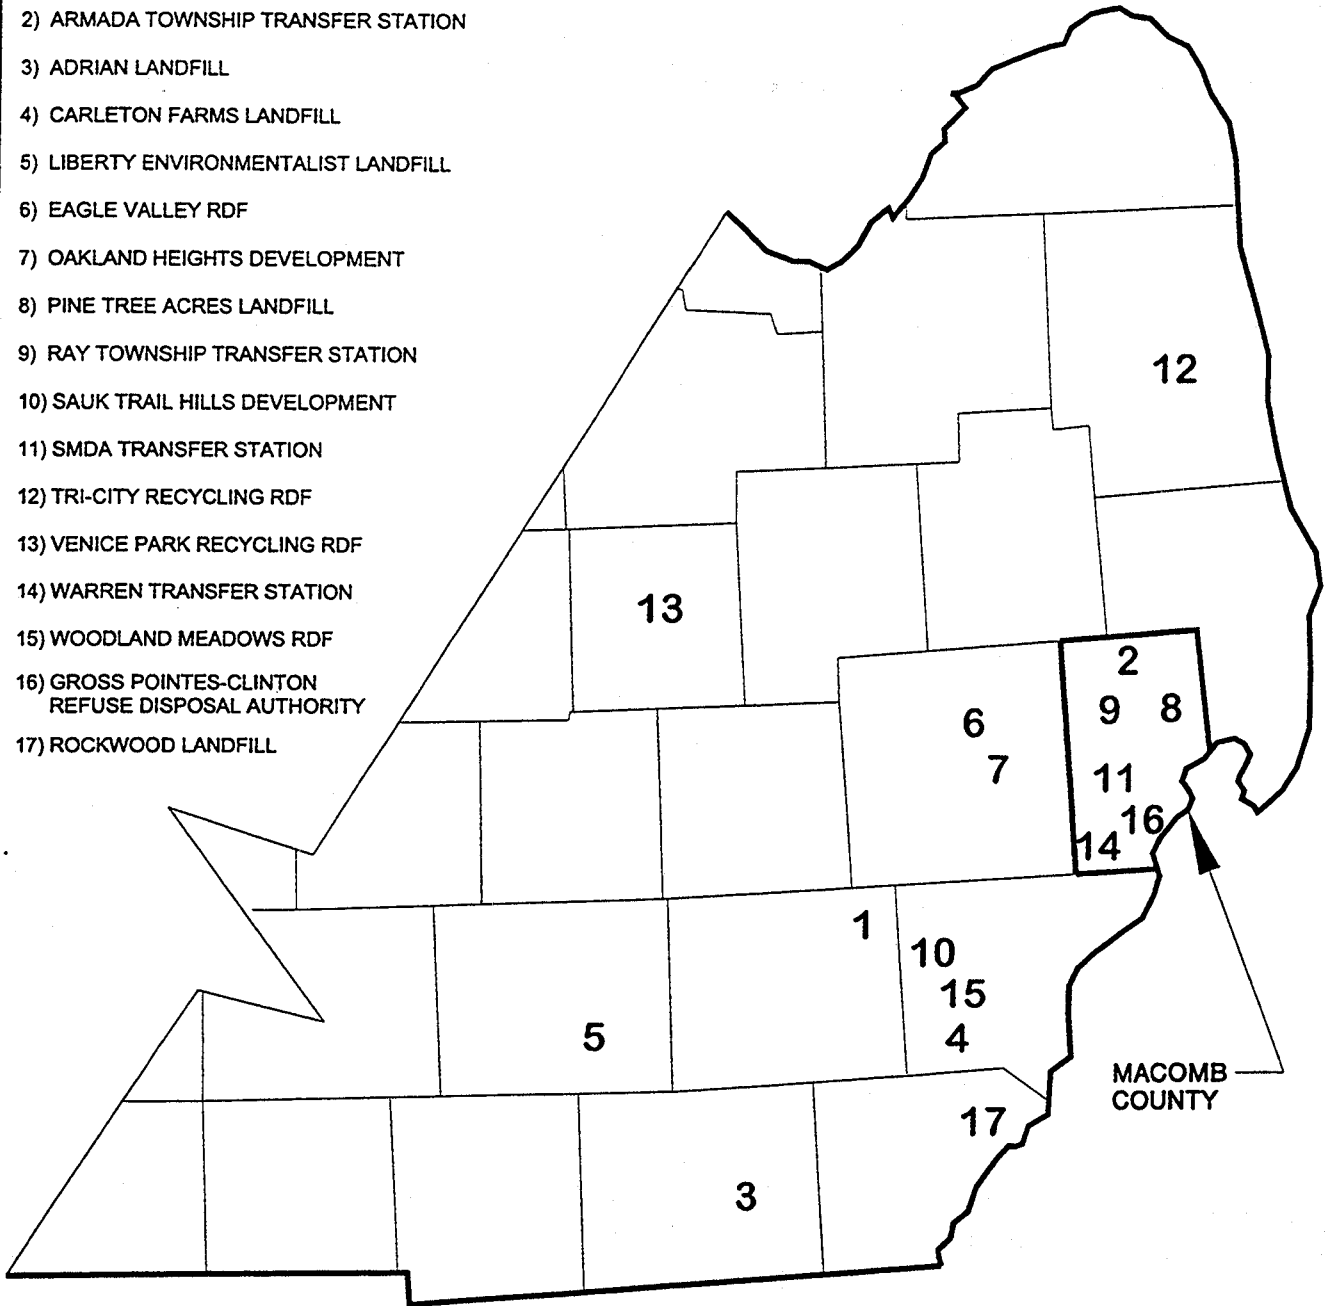 2) ARMADA TOWNSHIP TRANSFER STATION
3) ADRIAN LANDFILL
4) CARLETON FARMS LANDFILL
5) LIBERTY ENVIRONMENTALIST LANDFILL
6) EAGLE VALLEY RDF
7) OAKLAND HEIGHTS DEVELOPMENT
8) PINE TREE ACRES LANDFILL
9) RAY TOWNSHIP TRANSFER STATION
10) SAUK TRAIL HILLS DEVELOPMENT
11) SMDA TRANSFER STATION
12) TRI-CITY RECYCLING RDF
13) VENICE PARK RECYCLING RDF
14) WARREN TRANSFER STATION
15) WOODLAND MEADOWS RDF
16) GROSS POINTES-CLINTON
REFUSE DISPOSAL AUTHORITY
17) ROCKWOOD LANDFILL
12
13
2
9 8
6
7
11
16
14
1
10
15
5
4
MACOMB
COUNTY
17
3